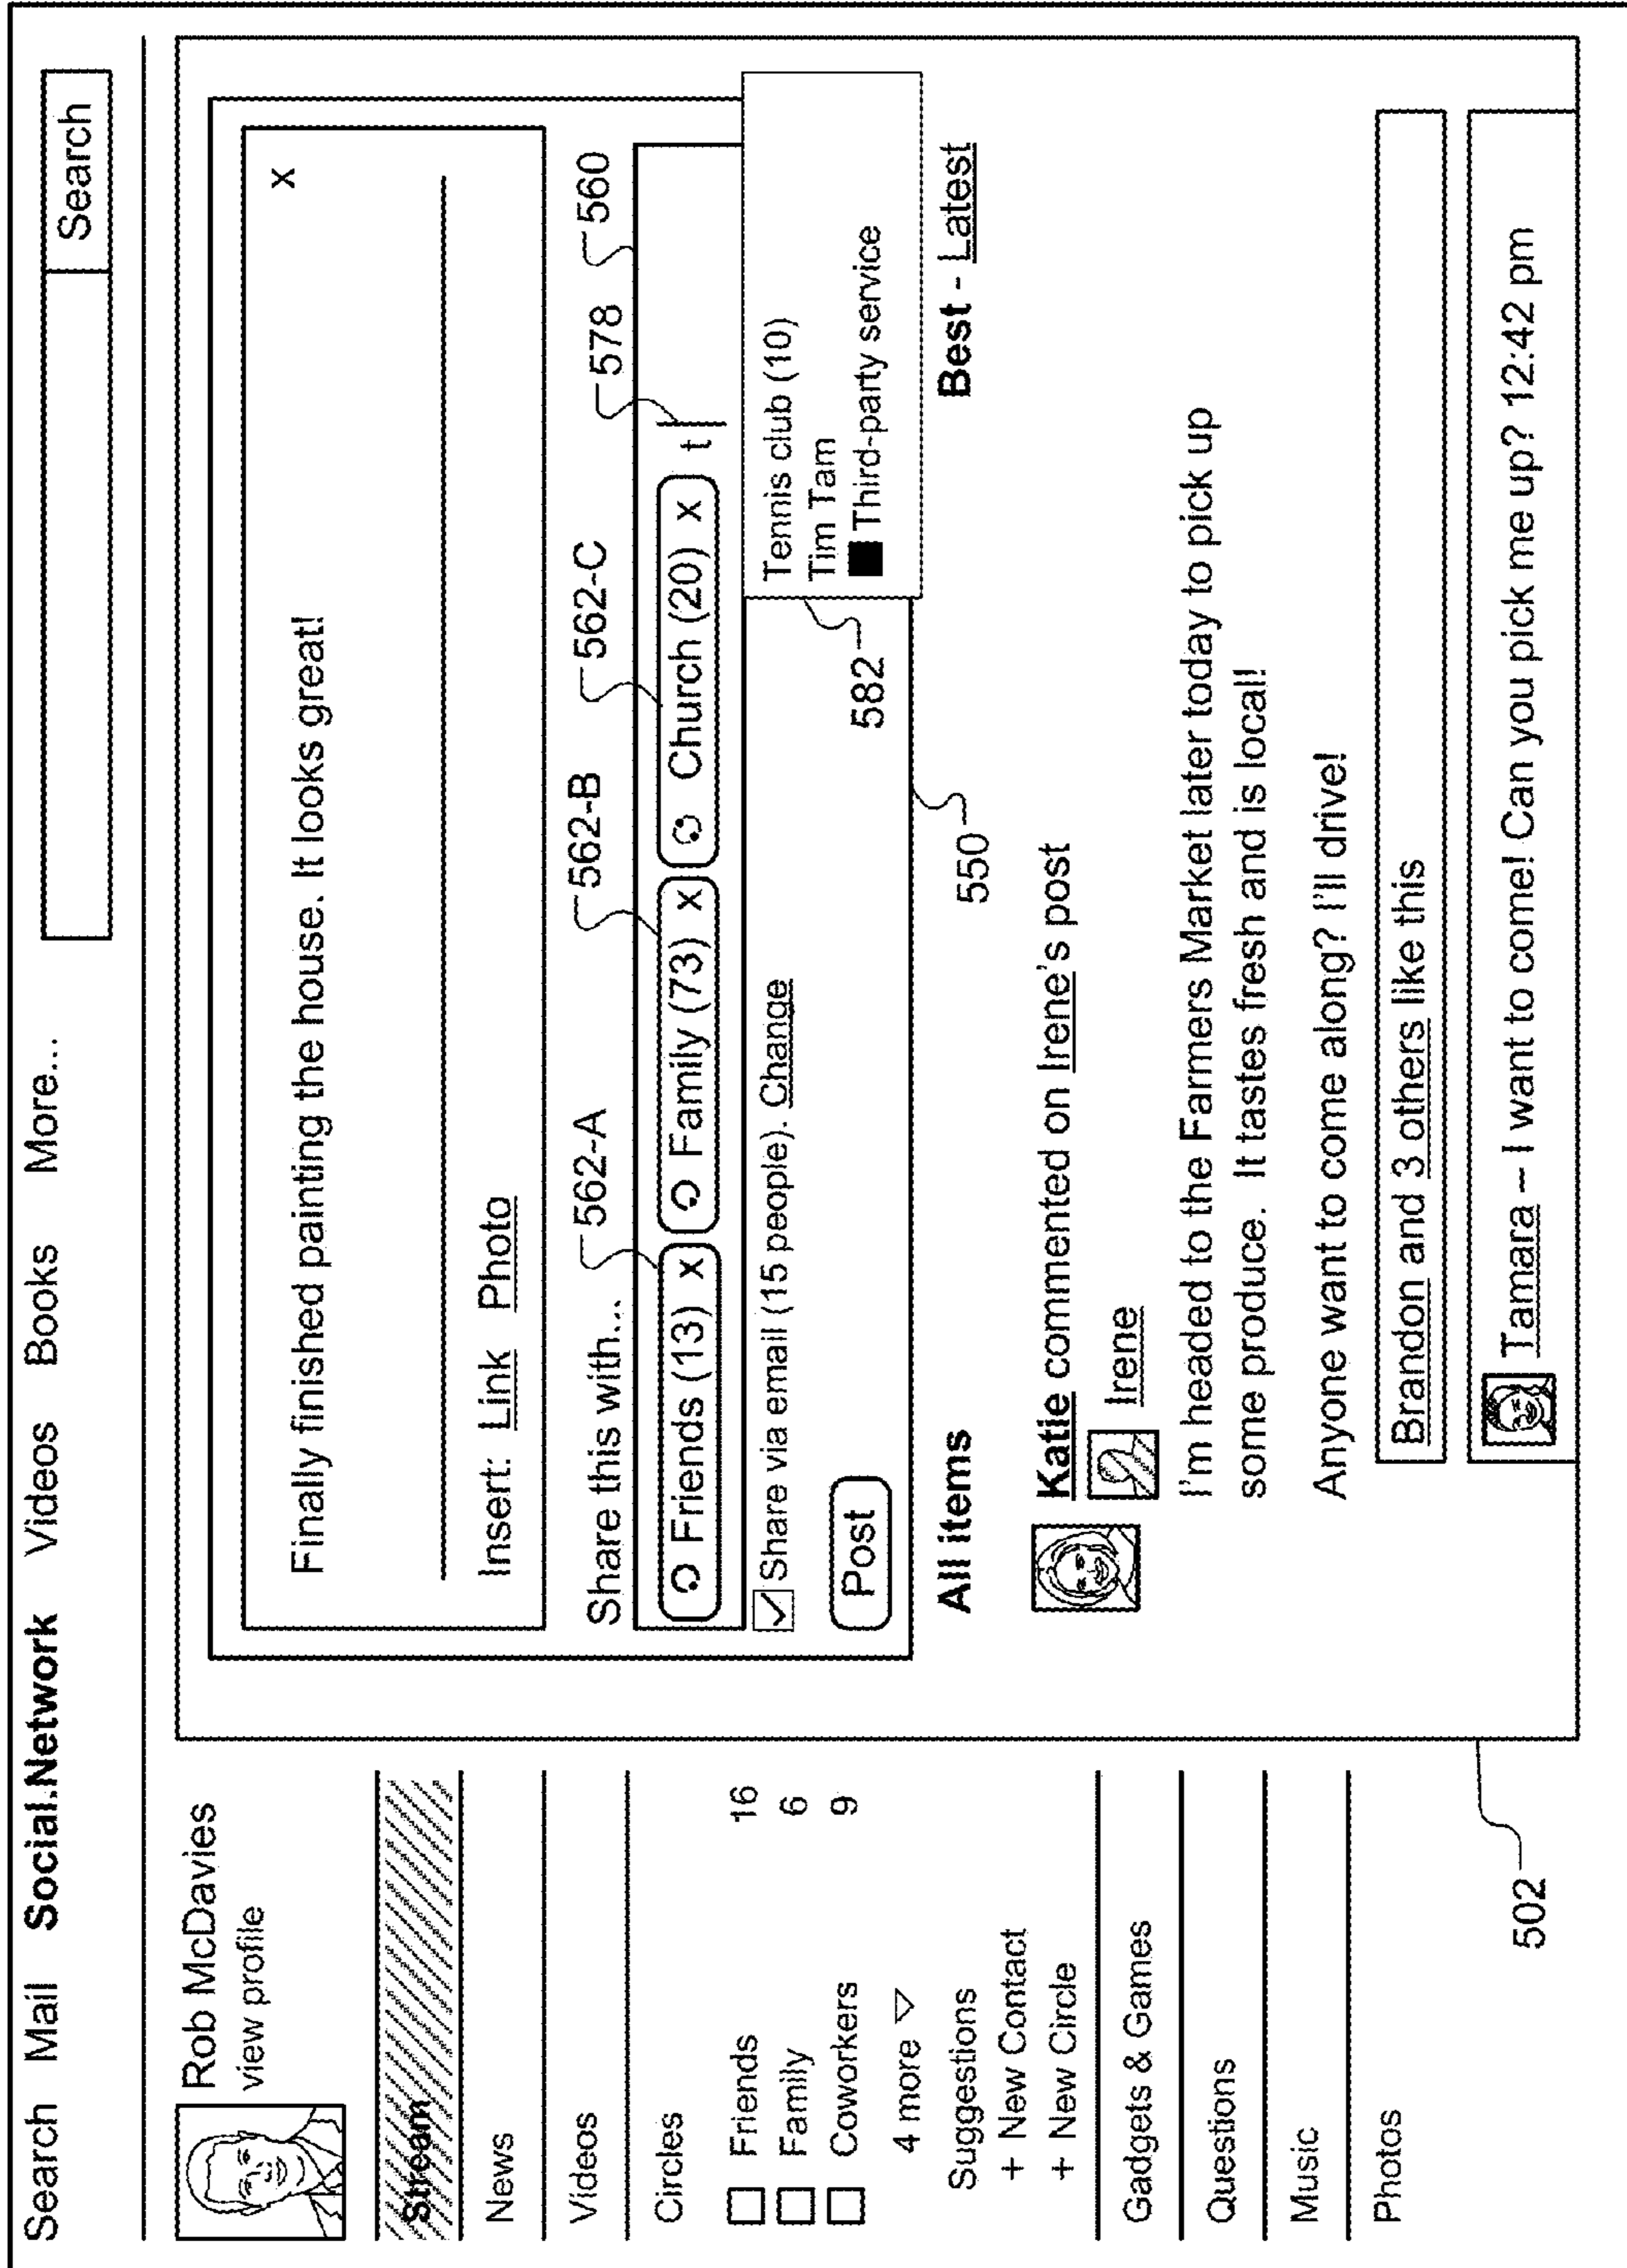 Search Mail Social.Network Videos Books More...
Search
Rob McDavies
view profile
Stream
News
Videos
Circles
Friends 16
Family 6
Coworkers 9
4 more ▽
Suggestions
+ New Contact
+ New Circle
Gadgets & Games
Questions
Music
Photos
502
x
Finally finished painting the house. It looks great!
Insert: Link Photo
Share this with...
562-A 562-B 562-C 578 560
Friends (13) x Family (73) x Church (20) x t
Share via email (15 people). Change
Post
Tennis club (10)
Tim Tam
Third-party service
582
550
All items Best - Latest
Katie commented on Irene's post
Irene
I'm headed to the Farmers Market later today to pick up
some produce. It tastes fresh and is local!
Anyone want to come along? I'll drive!
Brandon and 3 others like this
Tamara – I want to come! Can you pick me up? 12:42 pm